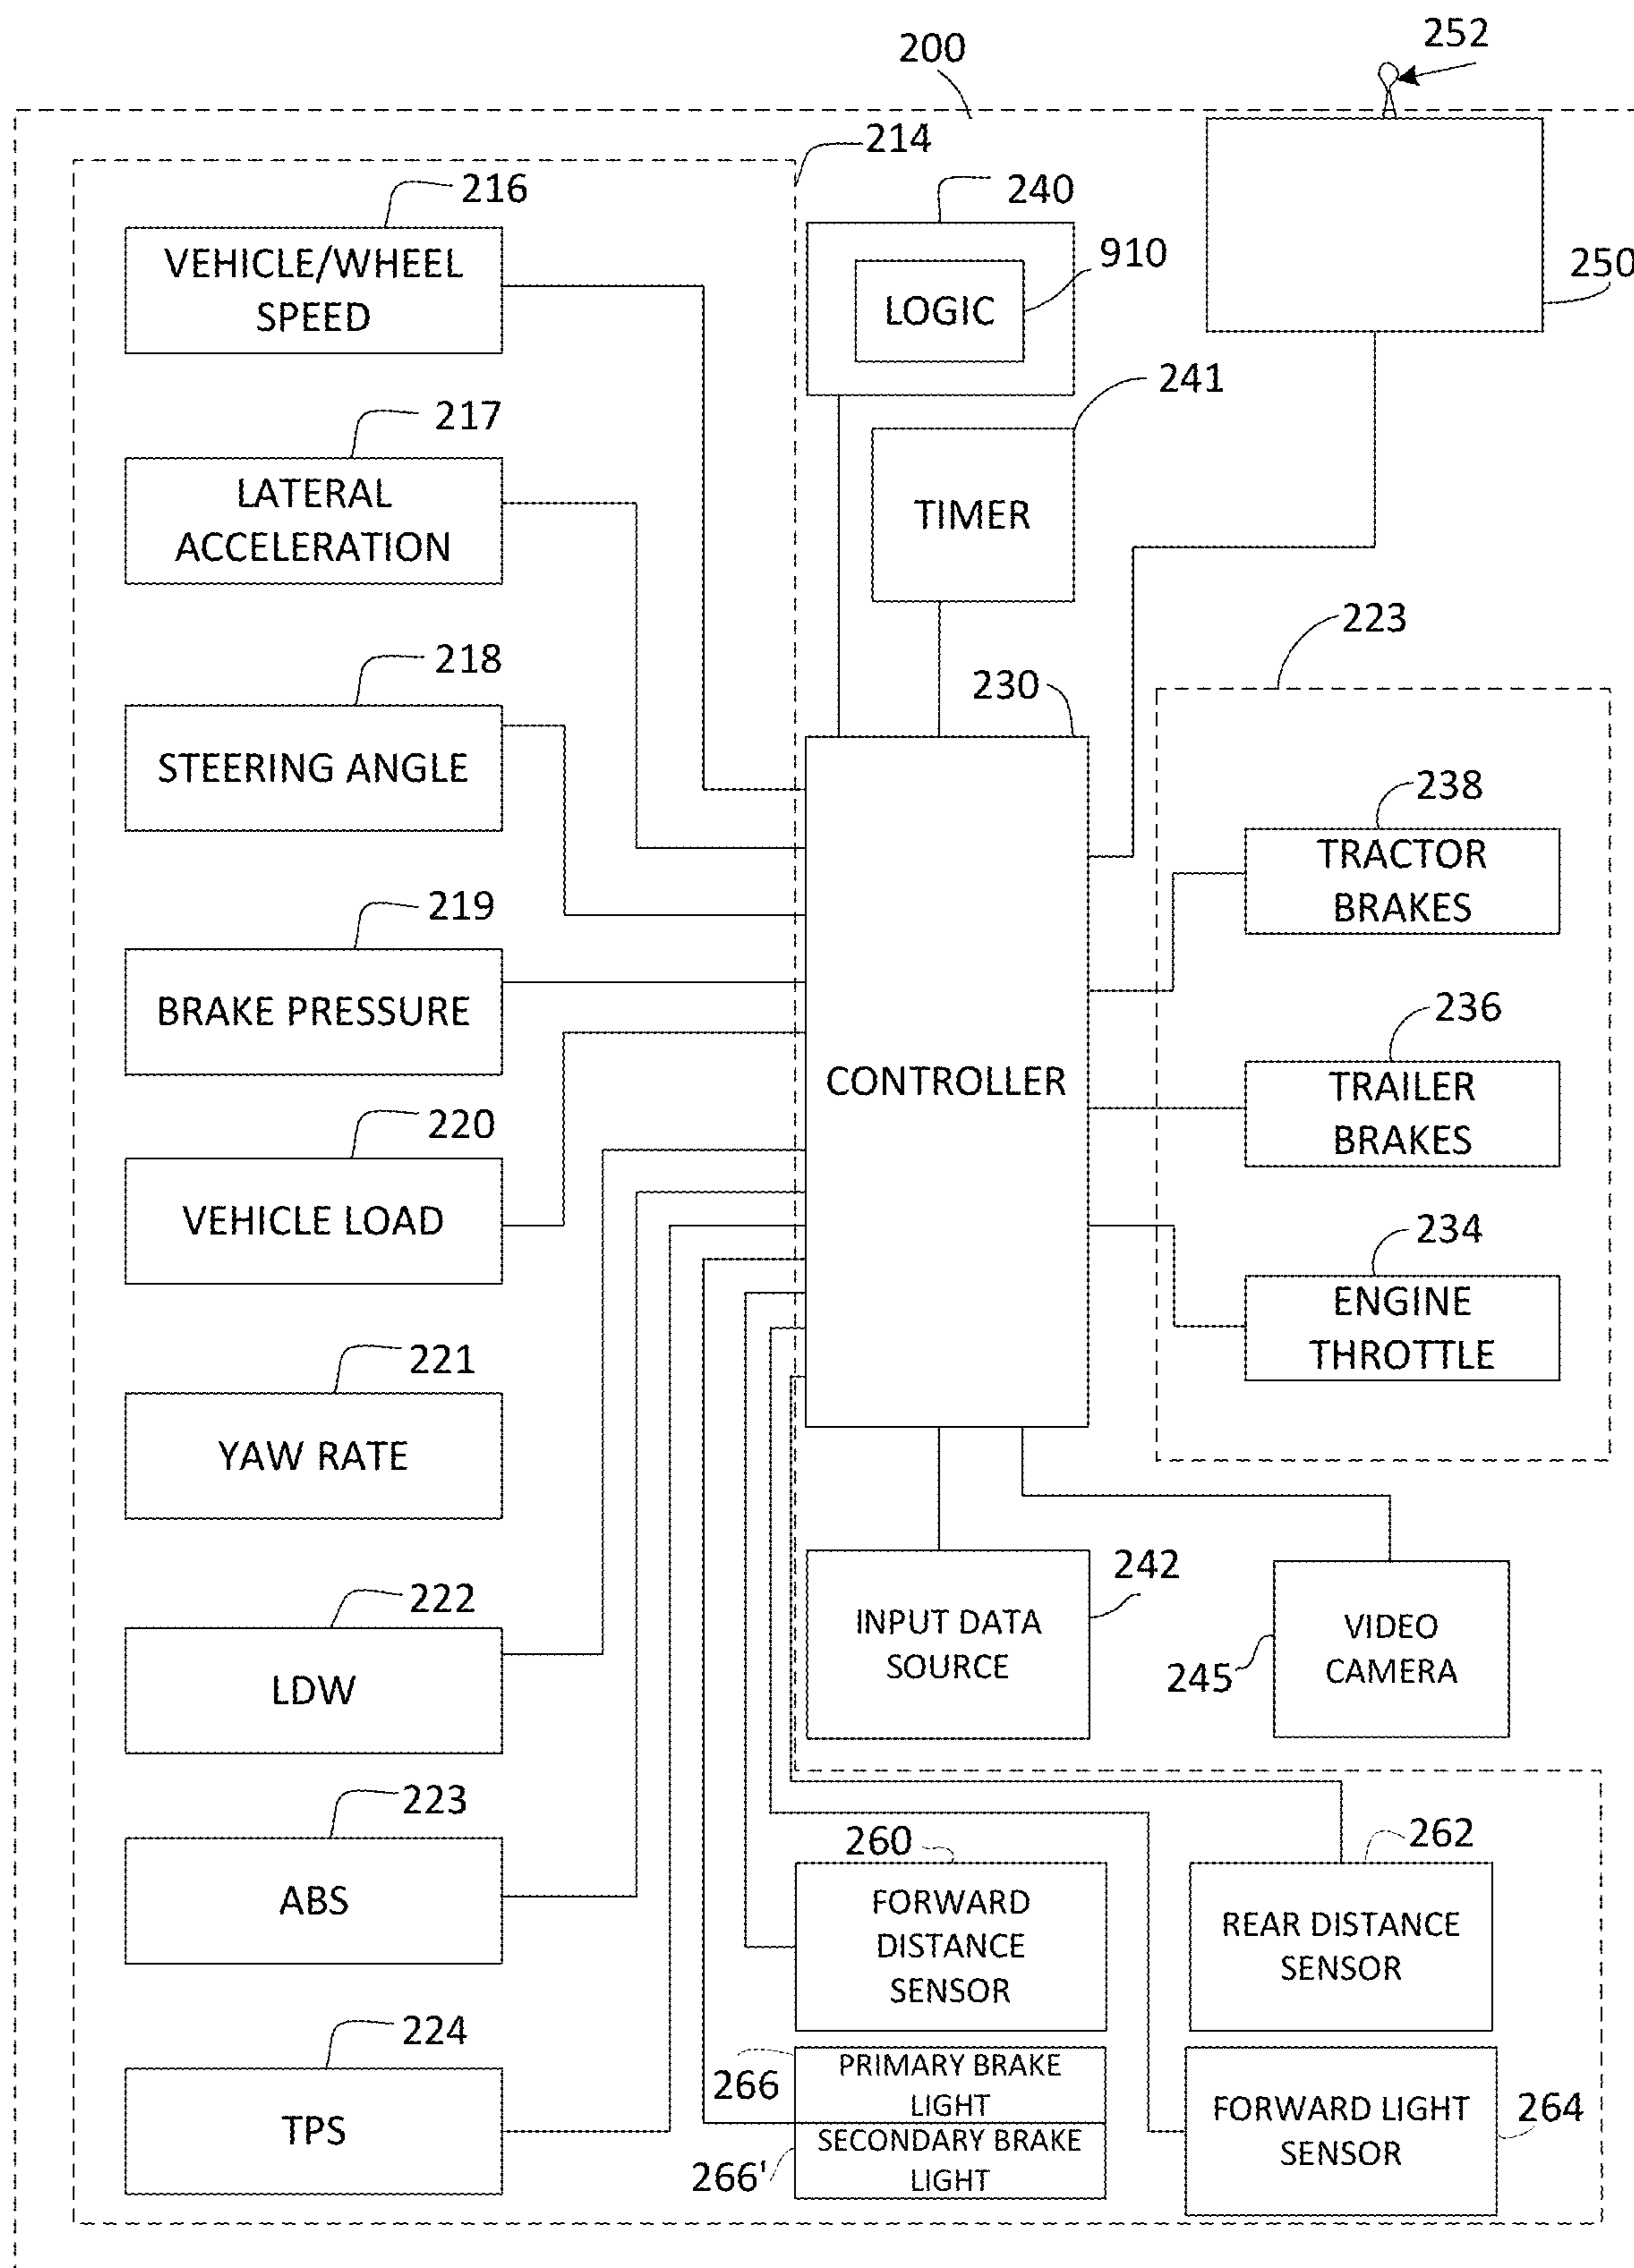 252
200
214
216
VEHICLE/WHEEL
SPEED
240
910
LOGIC
250
217
LATERAL
ACCELERATION
241
TIMER
218
STEERING ANGLE
230
CONTROLLER
223
238
TRACTOR
BRAKES
219
BRAKE PRESSURE
236
TRAILER
BRAKES
220
VEHICLE LOAD
234
ENGINE
THROTTLE
221
YAW RATE
222
LDW
242
INPUT DATA
SOURCE
245
VIDEO
CAMERA
223
ABS
260
FORWARD
DISTANCE
SENSOR
262
REAR DISTANCE
SENSOR
224
TPS
266
PRIMARY BRAKE
LIGHT
266'
SECONDARY BRAKE
LIGHT
264
FORWARD LIGHT
SENSOR